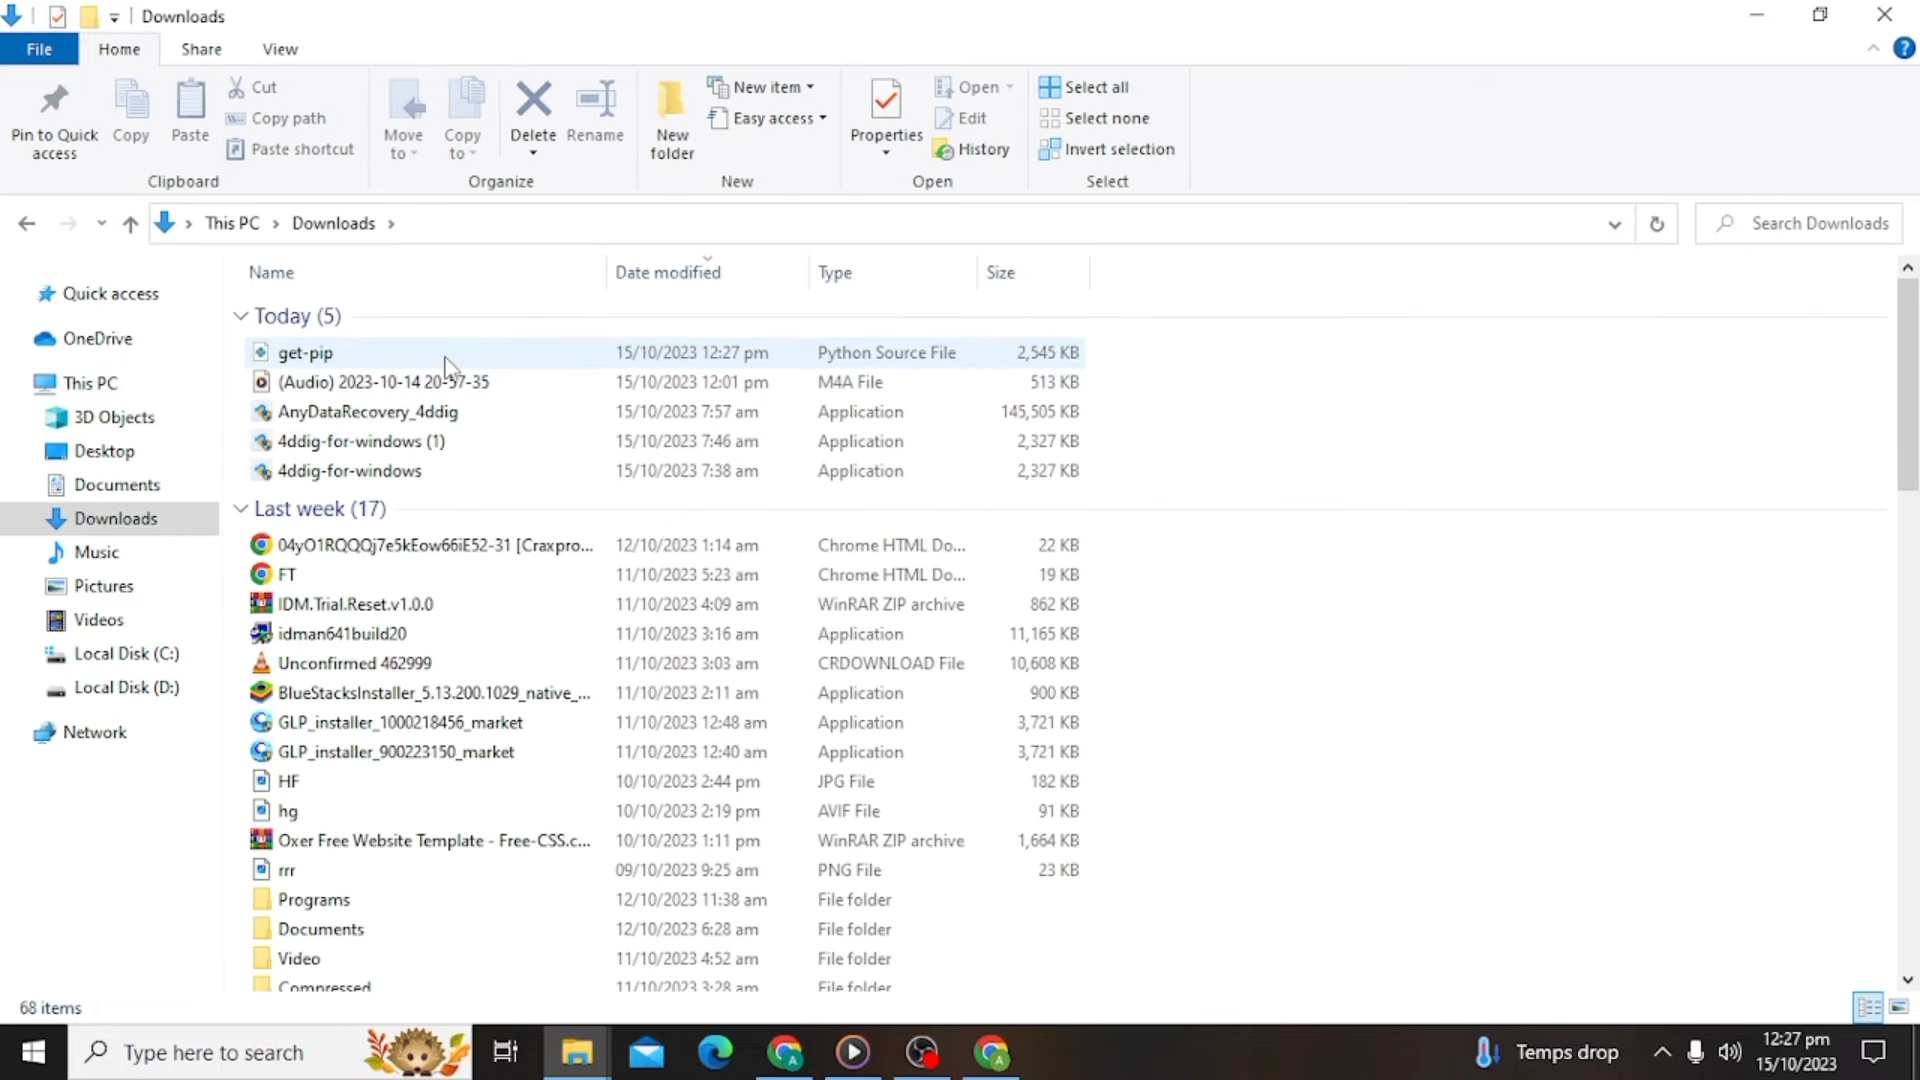 Downloads
File Home Share View
Pin to Quick access
Copy
Paste
Cut
Copy path
Paste shortcut
Clipboard
Move to
Copy to
Delete
Rename
Organize
New folder
New item
Easy access
New
Properties
Open
Edit
History
Open
Select all
Select none
Invert selection
Select
This PC > Downloads >
Search Downloads
Quick access
OneDrive
This PC
3D Objects
Desktop
Documents
Downloads
Music
Pictures
Videos
Local Disk (C:)
Local Disk (D:)
Network
Name Date modified Type Size
Today (5)
get-pip 15/10/2023 12:27 pm Python Source File 2,545 KB
(Audio) 2023-10-14 20-57-35 15/10/2023 12:01 pm M4A File 513 KB
AnyDataRecovery_4ddig 15/10/2023 7:57 am Application 145,505 KB
4ddig-for-windows (1) 15/10/2023 7:46 am Application 2,327 KB
4ddig-for-windows 15/10/2023 7:38 am Application 2,327 KB
Last week (17)
04yO1RQQQj7e5kEow66iE52-31 [Craxpro... 12/10/2023 1:14 am Chrome HTML Do... 22 KB
FT 11/10/2023 5:23 am Chrome HTML Do... 19 KB
IDM.Trial.Reset.v1.0.0 11/10/2023 4:09 am WinRAR ZIP archive 862 KB
idman641build20 11/10/2023 3:16 am Application 11,165 KB
Unconfirmed 462999 11/10/2023 3:03 am CRDOWNLOAD File 10,608 KB
BlueStacksInstaller_5.13.200.1029_native_... 11/10/2023 2:11 am Application 900 KB
GLP_installer_1000218456_market 11/10/2023 12:48 am Application 3,721 KB
GLP_installer_900223150_market 11/10/2023 12:40 am Application 3,721 KB
HF 10/10/2023 2:44 pm JPG File 182 KB
hg 10/10/2023 2:19 pm AVIF File 91 KB
Oxer Free Website Template - Free-CSS.c... 10/10/2023 1:11 pm WinRAR ZIP archive 1,664 KB
rrr 09/10/2023 9:25 am PNG File 23 KB
Programs 12/10/2023 11:38 am File folder
Documents 12/10/2023 6:28 am File folder
Video 11/10/2023 4:52 am File folder
Compressed 11/10/2023 3:28 am File folder
68 items
Type here to search
Temps drop
12:27 pm
15/10/2023